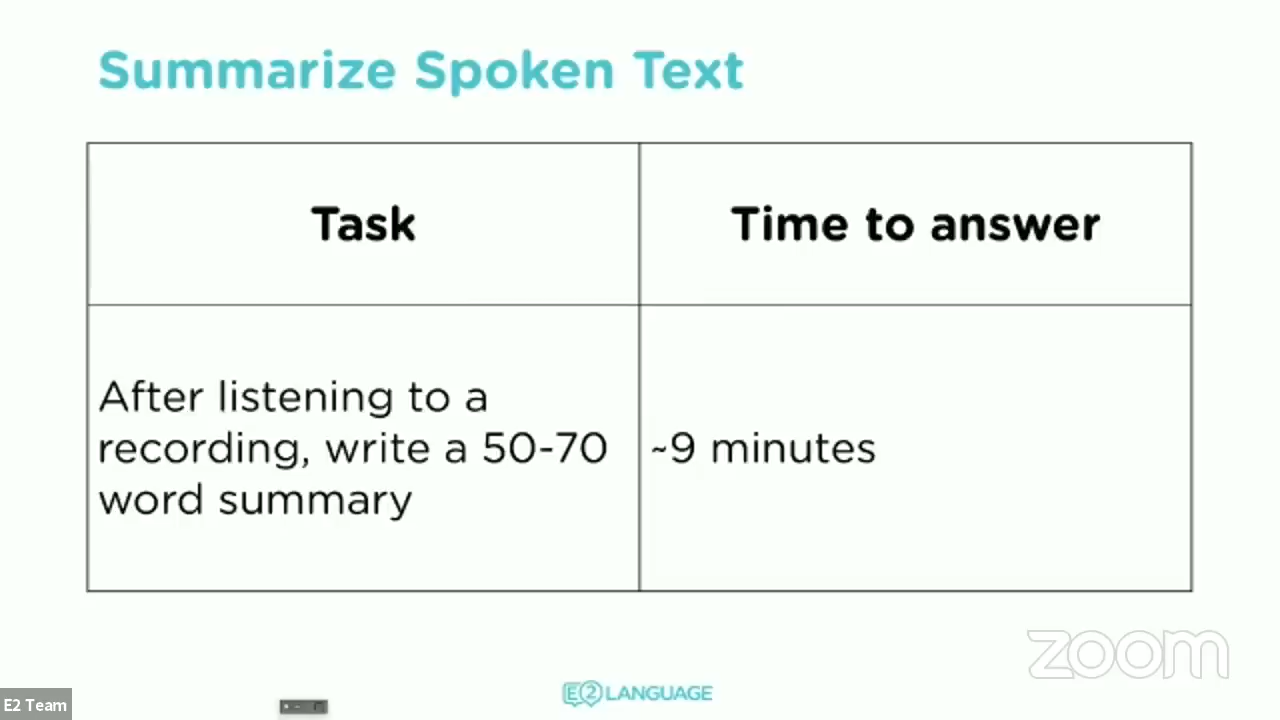 Summarize Spoken Text
Task
Time to answer
After listening to a
recording, write a 50-70
word summary
~9 minutes
zoom
E2 LANGUAGE
E2 Team